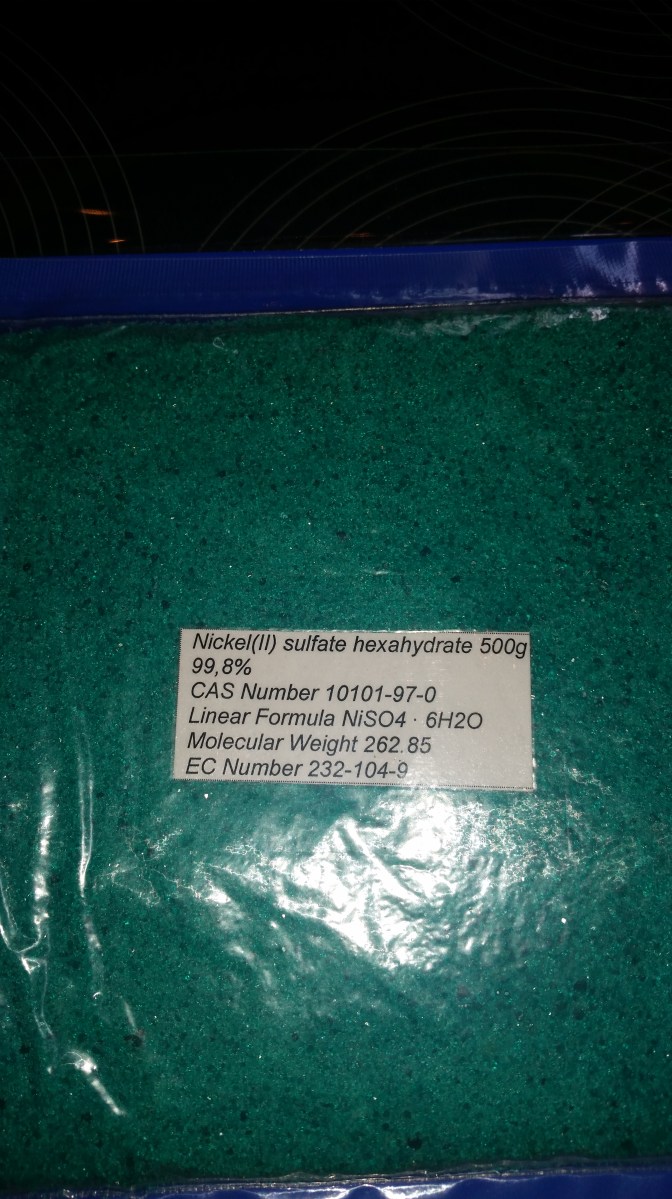 Nickel(II) sulfate hexahydrate 500g
99,8%
CAS Number 10101-97-0
Linear Formula NiSO4 · 6H2O
Molecular Weight 262.85
EC Number 232-104-9